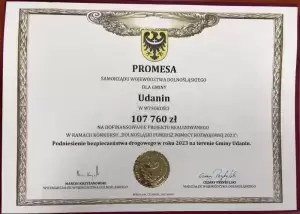 PROMESA
SAMORZĄDU WOJEWÓDZTWA DOLNOŚLĄSKIEGO
DLA GMINY
Udanin
W WYSOKOŚCI
107 760 zł
NA DOFINANSOWANIE PROJEKTU REALIZOWANEGO
W RAMACH KONKURSU „DOLNOŚLĄSKI FUNDUSZ POMOCY ROZWOJOWEJ 2023”:
Podniesienie bezpieczeństwa drogowego w roku 2023 na terenie Gminy Udanin.